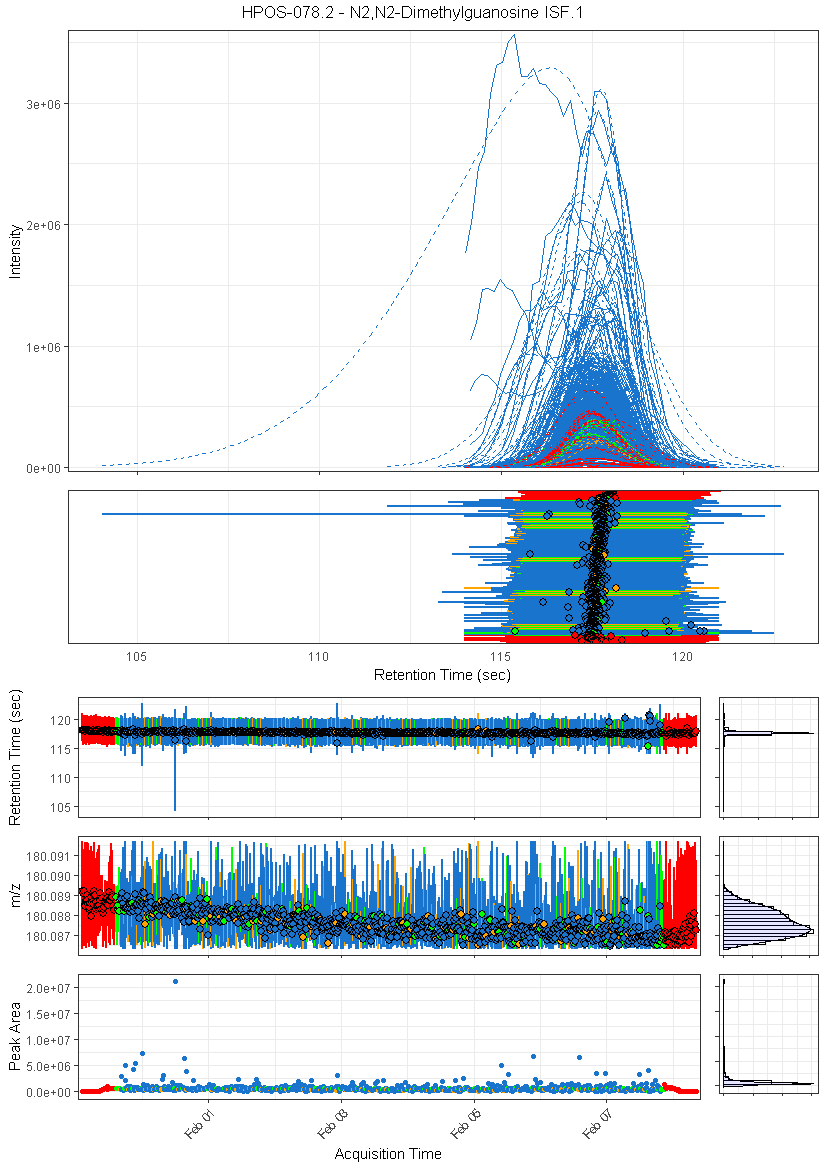 HPOS-078.2 - N2,N2-Dimethylguanosine ISF.1
Intensity
3e+06
2e+06
1e+06
0e+00
105
110
115
120
Retention Time (sec)
Retention Time (sec)
120
115
110
105
m/z
180.091
180.090
180.089
180.088
180.087
Peak Area
2.0e+07
1.5e+07
1.0e+07
5.0e+06
0.0e+00
Feb 01
Feb 03
Feb 05
Feb 07
Acquisition Time